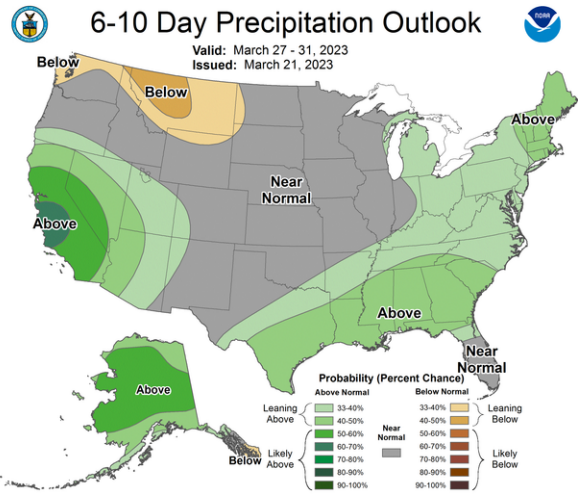 NOAA
6-10 Day Precipitation Outlook
Valid: March 27 - 31, 2023
Issued: March 21, 2023
Below
Below
Above
Near
Normal
Above
Above
Near
Normal
Above
Below
Probability (Percent Chance)
Above Normal
Below Normal
Leaning
Above
33-40%
40-50%
Likely
Above
50-60%
60-70%
70-80%
80-90%
90-100%
Near
Normal
33-40%
40-50%
Leaning
Below
50-60%
60-70%
70-80%
80-90%
90-100%
Likely
Below